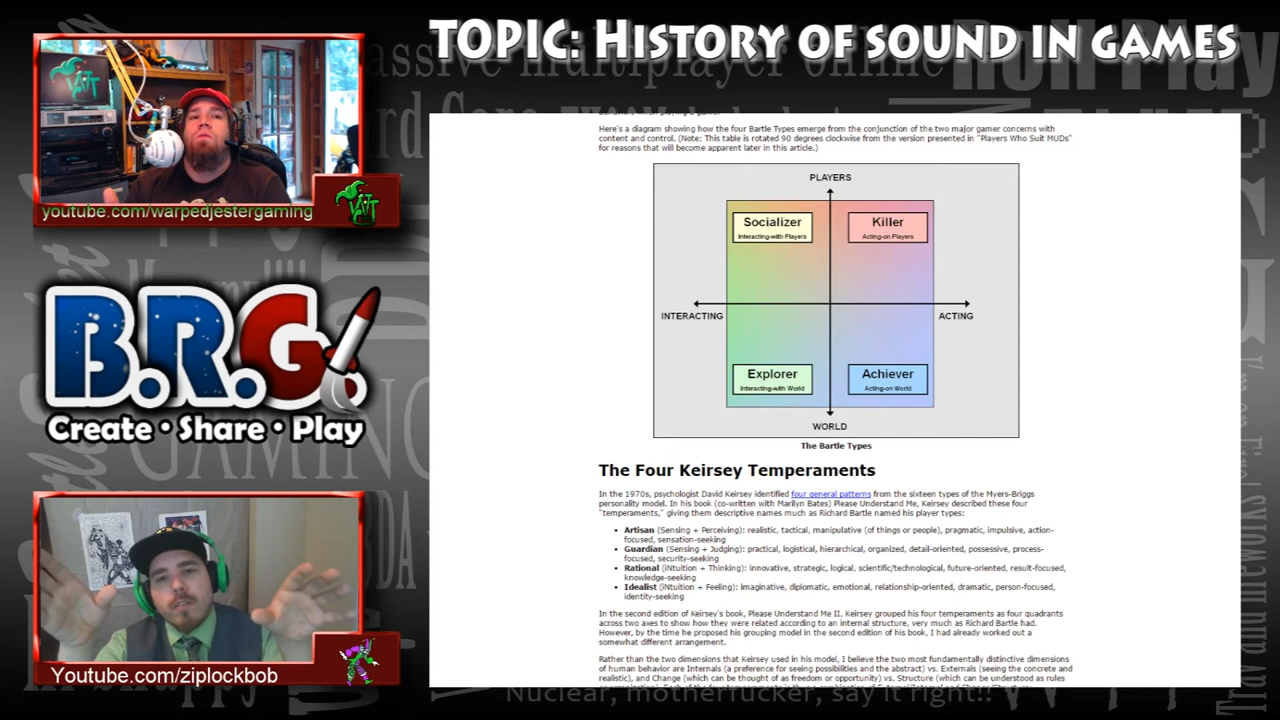 TOPIC: HISTORY OF SOUND IN GAMES
youtube.com/warpedjestergaming
B.R.G.
Create • Share • Play
Youtube.com/ziplockbob
Here's a diagram showing how the four Bartle Types emerge from the conjunction of the two major gamer concerns with
content and control. (Note: This table is rotated 90 degrees clockwise from the version presented in "Players Who Suit MUDs"
for reasons that will become apparent later in this article.)
PLAYERS
Socializer
Interacting-with Players
Killer
Acting-on Players
INTERACTING
ACTING
Explorer
Interacting-with World
Achiever
Acting-on World
WORLD
The Bartle Types
The Four Keirsey Temperaments
In the 1970s, psychologist David Keirsey identified four general patterns from the sixteen types of the Myers-Briggs
personality model. In his book (co-written with Marilyn Bates) Please Understand Me, Keirsey described these four
"temperaments," giving them descriptive names much as Richard Bartle named his player types:
• Artisan (Sensing + Perceiving): realistic, tactical, manipulative (of things or people), pragmatic, impulsive, action-
focused, sensation-seeking
• Guardian (Sensing + Judging): practical, logistical, hierarchical, organized, detail-oriented, possessive, process-
focused, security-seeking
• Rational (iNtuition + Thinking): innovative, strategic, logical, scientific/technological, future-oriented, result-focused,
knowledge-seeking
• Idealist (iNtuition + Feeling): imaginative, diplomatic, emotional, relationship-oriented, dramatic, person-focused,
identity-seeking
In the second edition of Keirsey's book, Please Understand Me II, Keirsey grouped his four temperaments as four quadrants
across two axes to show how they were related according to an internal structure, very much as Richard Bartle had.
However, by the time he proposed his grouping model in the second edition of his book, I had already worked out a
somewhat different arrangement.
Rather than the two dimensions that Keirsey used in his model, I believe the two most fundamentally distinctive dimensions
of human behavior are Internals (a preference for seeing possibilities and the abstract) vs. Externals (seeing the concrete and
realistic), and Change (which can be thought of as freedom or opportunity) vs. Structure (which can be understood as rules
Nuclear, motherfucker, say it right!!
assive multiplayer online
Roll Play
GAMING